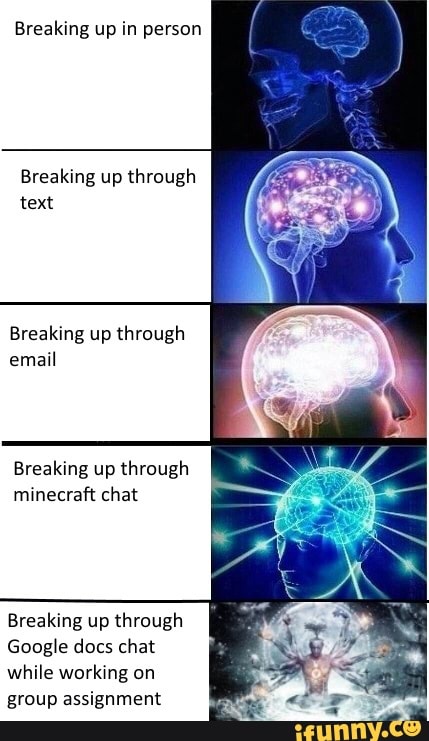 Breaking up in person
Breaking up through
text
Breaking up through
email
Breaking up through
minecraft chat
Breaking up through
Google docs chat
while working on
group assignment
ifunny.co